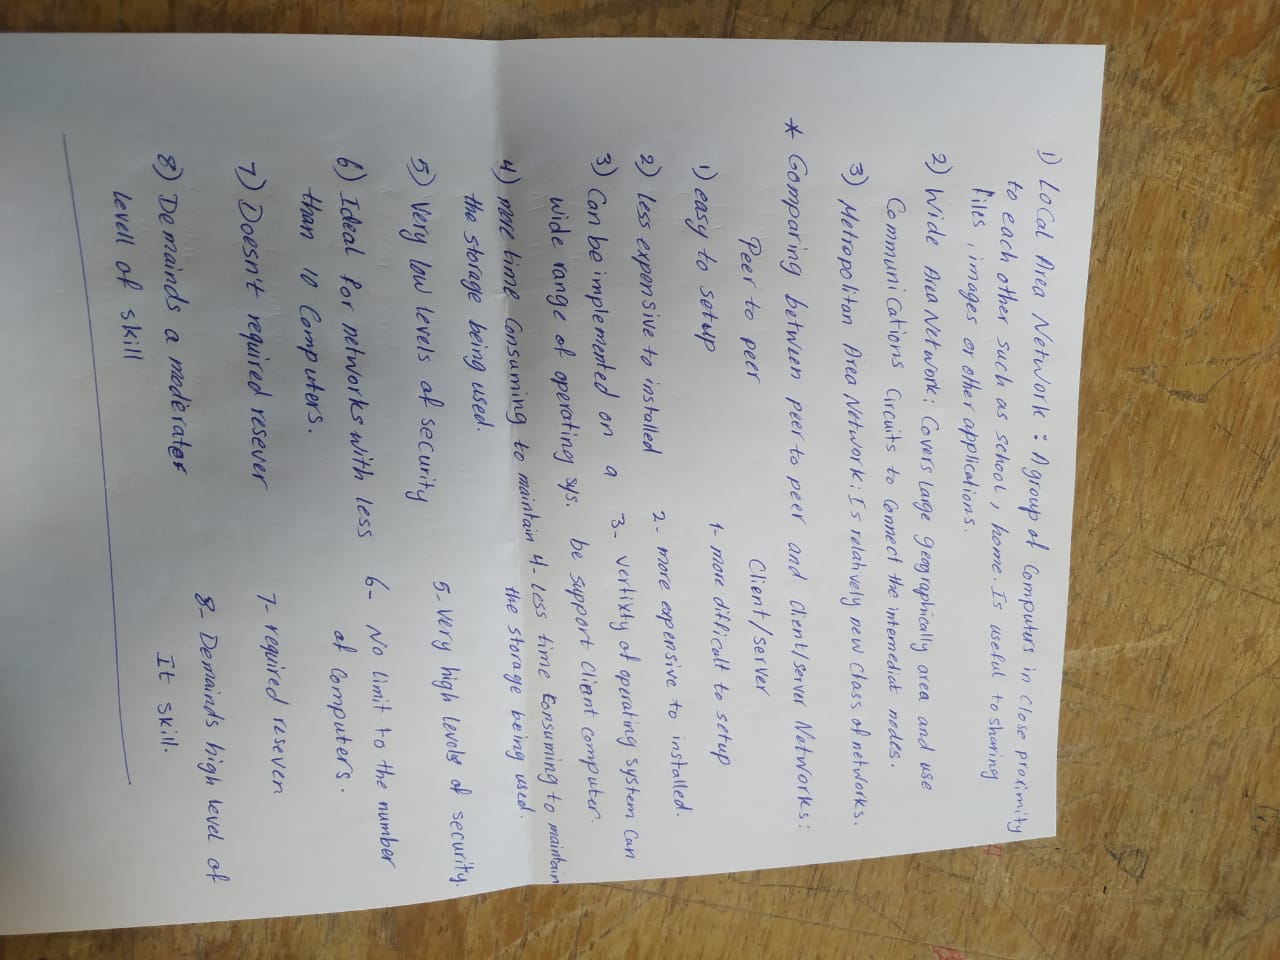 1) Local Area Network : A group of Computers in Close proximity
to each other such as school , home. Is useful to sharing
files , images or other applications.
2) Wide Area Network: Covers Large geographically area and use
Communications Circuits to Connect the intemediat nodes.
3) Metropolitan Area Network: Is relatively new Class of networks.
* Comparing between peer to peer and client/server Networks:
Peer to peer
Client/server
1) easy to setup
1- more difficult to setup
2) less expensive to installed
2- more expensive to installed.
3) Can be implemented on a
wide range of operating sys.
3- of operating system Can
be support Client computer.
4) more time Consuming to maintain
the storage being used.
4- Less time Consuming to maintain
the storage being used.
5) Very low levels of security
5- very high levels of security.
6) Ideal for networks with less
than 10 Computers.
6- No limit to the number
of Computers.
7) Doesn't required resever
7- required reseven
8) Demainds a moderates
levell of skill
8- Demainds high level of
It skill.